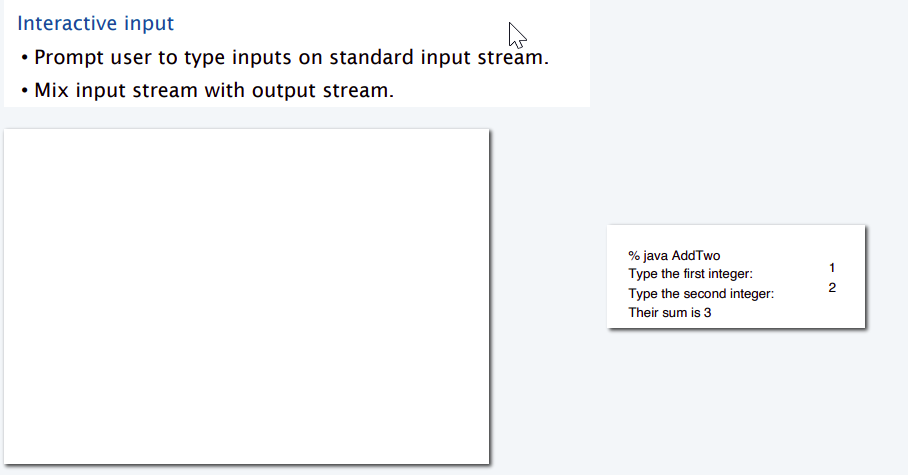 Interactive input
• Prompt user to type inputs on standard input stream.
• Mix input stream with output stream.
% java AddTwo
Type the first integer: 1
Type the second integer: 2
Their sum is 3